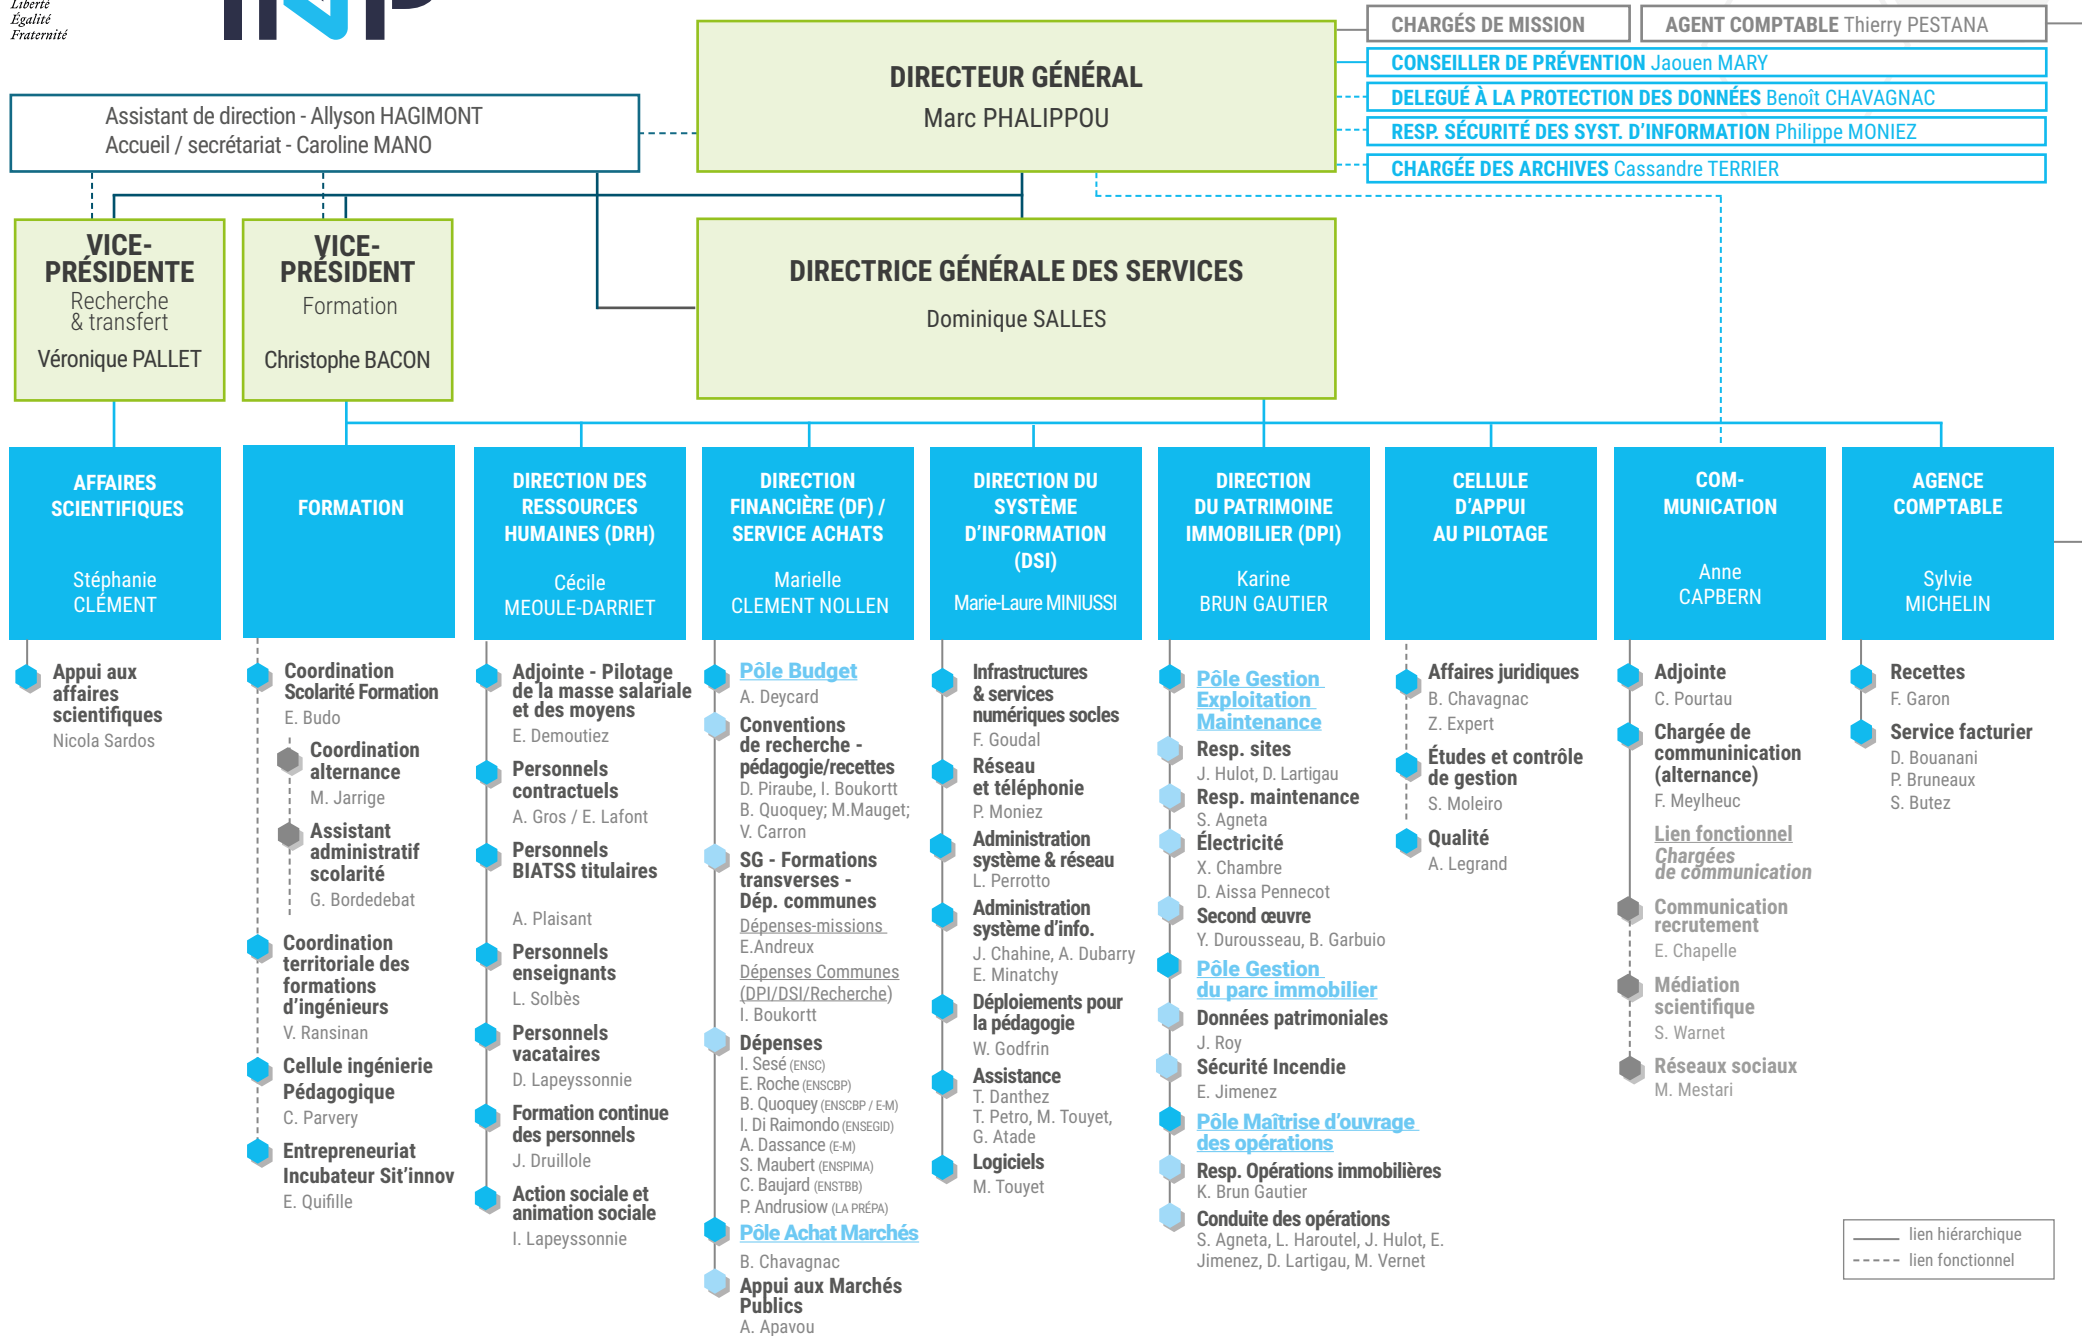 Liberté
Égalité
Fraternité
CHARGÉS DE MISSION
AGENT COMPTABLE Thierry PESTANA
CONSEILLER DE PRÉVENTION Jaouen MARY
DELEGUÉ À LA PROTECTION DES DONNÉES Benoît CHAVAGNAC
RESP. SÉCURITÉ DES SYST. D'INFORMATION Philippe MONIEZ
CHARGÉE DES ARCHIVES Cassandre TERRIER
DIRECTEUR GÉNÉRAL
Marc PHALIPPOU
Assistant de direction - Allyson HAGIMONT
Accueil / secrétariat - Caroline MANO
VICE-
PRÉSIDENTE
Recherche
& transfert
Véronique PALLET
VICE-
PRÉSIDENT
Formation
Christophe BACON
DIRECTRICE GÉNÉRALE DES SERVICES
Dominique SALLES
AFFAIRES
SCIENTIFIQUES
Stéphanie
CLÉMENT
Appui aux
affaires
scientifiques
Nicola Sardos
FORMATION
Coordination
Scolarité Formation
E. Budo
Coordination
alternance
M. Jarrige
Assistant
administratif
scolarité
G. Bordedebat
Coordination
territoriale des
formations
d'ingénieurs
V. Ransinan
Cellule ingénierie
Pédagogique
C. Parvery
Entrepreneuriat
Incubateur Sit'innov
E. Quifille
DIRECTION DES
RESSOURCES
HUMAINES (DRH)
Cécile
MEOULE-DARRIET
Adjointe - Pilotage
de la masse salariale
et des moyens
E. Demoutiez
Personnels
contractuels
A. Gros / E. Lafont
Personnels
BIATSS titulaires
A. Plaisant
Personnels
enseignants
L. Solbès
Personnels
vacataires
D. Lapeyssonnie
Formation continue
des personnels
J. Druillole
Action sociale et
animation sociale
I. Lapeyssonnie
DIRECTION
FINANCIÈRE (DF) /
SERVICE ACHATS
Marielle
CLEMENT NOLLEN
Pôle Budget
A. Deycard
Conventions
de recherche -
pédagogie/recettes
D. Piraube, I. Boukortt
B. Quoquey; M.Mauget;
V. Carron
SG - Formations
transverses -
Dép. communes
Dépenses-missions
E.Andreux
Dépenses Communes
(DPI/DSI/Recherche)
I. Boukortt
Dépenses
I. Sesé (ENSC)
E. Roche (ENSCBP)
B. Quoquey (ENSCBP / E-M)
I. Di Raimondo (ENSEGID)
A. Dassance (E-M)
S. Maubert (ENSPIMA)
C. Baujard (ENSTBB)
P. Andrusiow (LA PRÉPA)
Pôle Achat Marchés
B. Chavagnac
Appui aux Marchés
Publics
A. Apavou
DIRECTION DU
SYSTÈME
D'INFORMATION
(DSI)
Marie-Laure MINIUSSI
Infrastructures
& services
numériques socles
F. Goudal
Réseau
et téléphonie
P. Moniez
Administration
système & réseau
L. Perrotto
Administration
système d'info.
J. Chahine, A. Dubarry
E. Minatchy
Déploiements pour
la pédagogie
W. Godfrin
Assistance
T. Danthez
T. Petro, M. Touyet,
G. Atade
Logiciels
M. Touyet
DIRECTION
DU PATRIMOINE
IMMOBILIER (DPI)
Karine
BRUN GAUTIER
Pôle Gestion
Exploitation
Maintenance
Resp. sites
J. Hulot, D. Lartigau
Resp. maintenance
S. Agneta
Électricité
X. Chambre
D. Aissa Pennecot
Second œuvre
Y. Durousseau, B. Garbuio
Pôle Gestion
du parc immobilier
Données patrimoniales
J. Roy
Sécurité Incendie
E. Jimenez
Pôle Maîtrise d'ouvrage
des opérations
Resp. Opérations immobilières
K. Brun Gautier
Conduite des opérations
S. Agneta, L. Haroutel, J. Hulot, E.
Jimenez, D. Lartigau, M. Vernet
CELLULE
D'APPUI
AU PILOTAGE
Affaires juridiques
B. Chavagnac
Z. Expert
Études et contrôle
de gestion
S. Moleiro
Qualité
A. Legrand
COM-
MUNICATION
Anne
CAPBERN
Adjointe
C. Pourtau
Chargée de
communinication
(alternance)
F. Meylheuc
Lien fonctionnel
Chargées
de communication
Communication
recrutement
E. Chapelle
Médiation
scientifique
S. Warnet
Réseaux sociaux
M. Mestari
AGENCE
COMPTABLE
Sylvie
MICHELIN
Recettes
F. Garon
Service facturier
D. Bouanani
P. Bruneaux
S. Butez
lien hiérarchique
lien fonctionnel